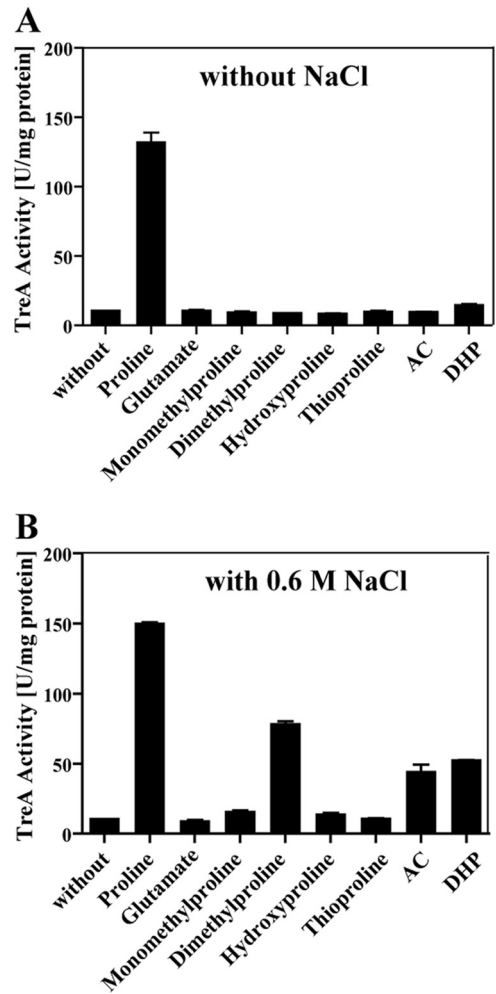 A
TreA Activity [U/mg protein]
200
150
100
50
0
without NaCl
without
Proline
Glutamate
Monomethylproline
Dimethylproline
Hydroxyproline
Thioproline
AC
DHP
B
TreA Activity [U/mg protein]
200
150
100
50
0
with 0.6 M NaCl
without
Proline
Glutamate
Monomethylproline
Dimethylproline
Hydroxyproline
Thioproline
AC
DHP